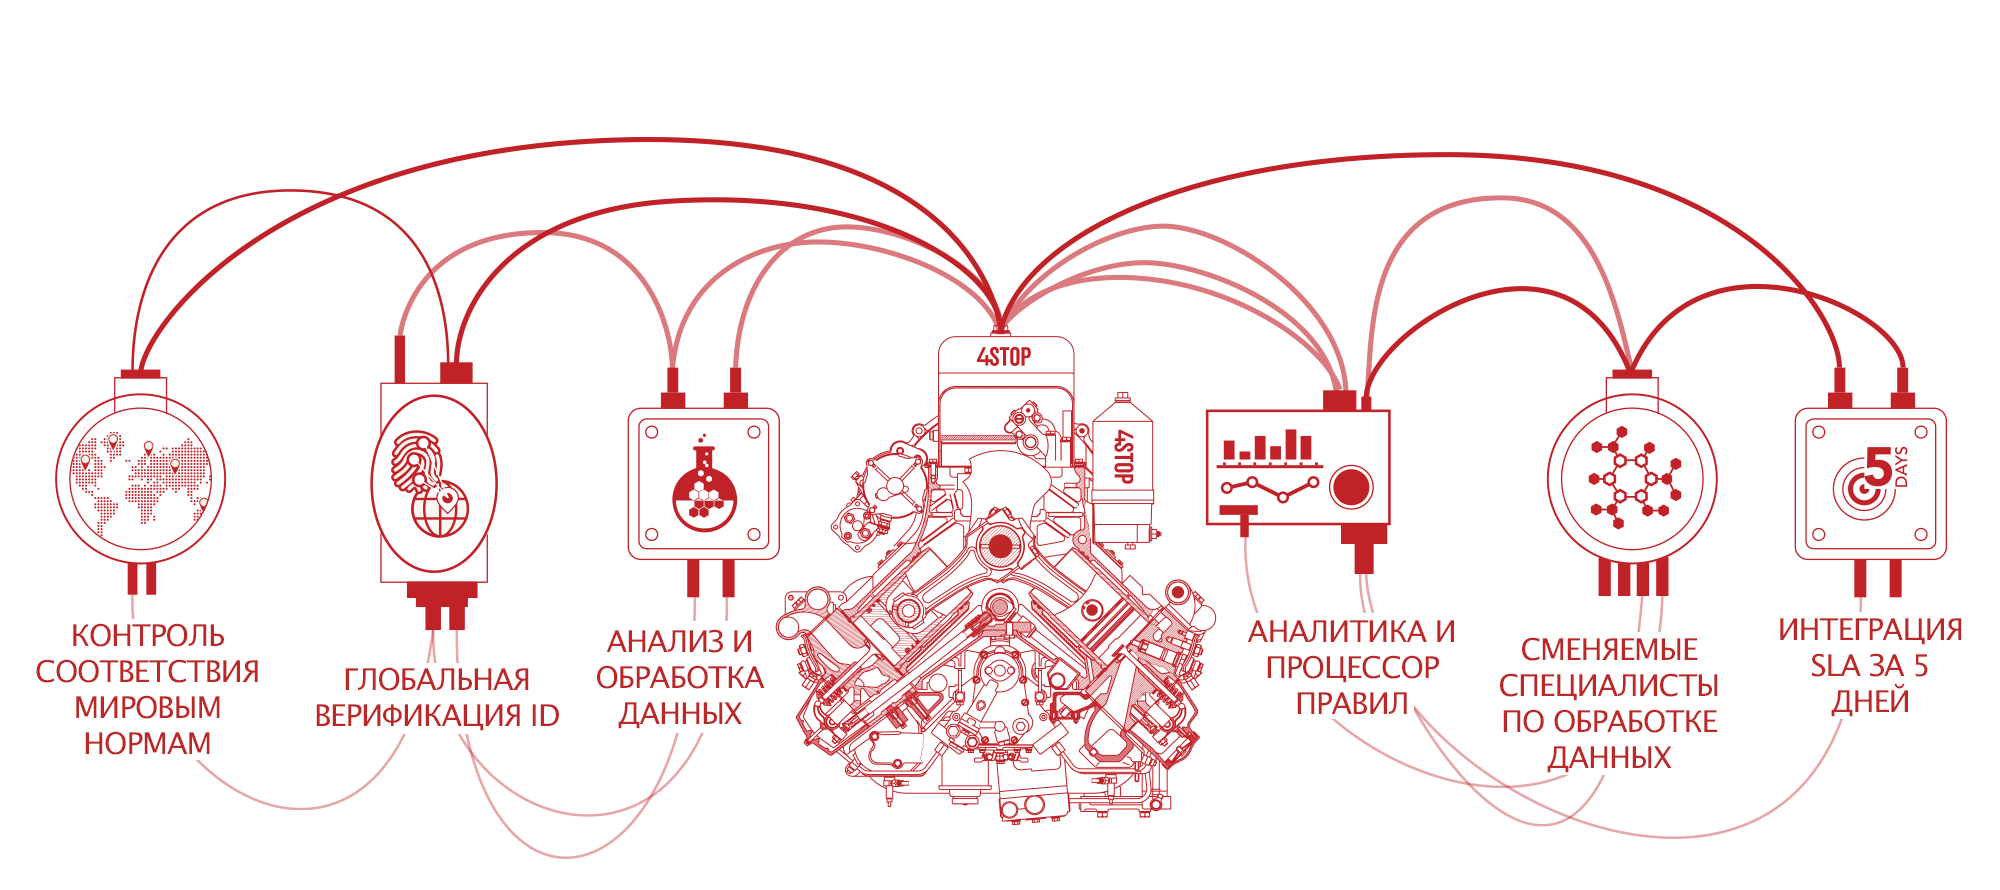 4STOP
4STOP
5
DAYS
КОНТРОЛЬ
СООТВЕТСТВИЯ
МИРОВЫМ
НОРМАМ
ГЛОБАЛЬНАЯ
ВЕРИФИКАЦИЯ ID
АНАЛИЗ И
ОБРАБОТКА
ДАННЫХ
АНАЛИТИКА И
ПРОЦЕССОР
ПРАВИЛ
СМЕНЯЕМЫЕ
СПЕЦИАЛИСТЫ
ПО ОБРАБОТКЕ
ДАННЫХ
ИНТЕГРАЦИЯ
SLA ЗА 5
ДНЕЙ